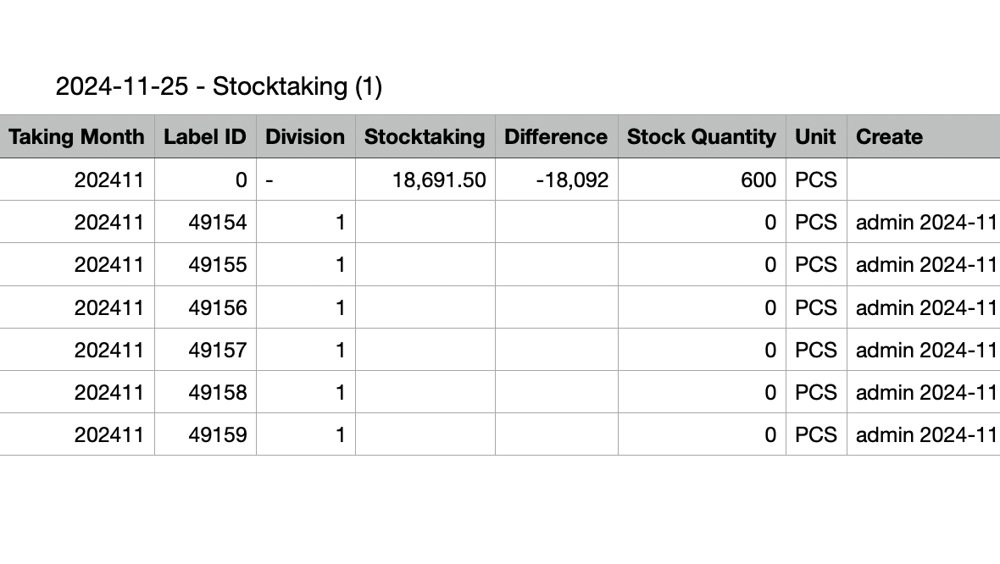 2024-11-25 - Stocktaking (1)
Taking Month Label ID Division Stocktaking Difference Stock Quantity Unit Create
202411 0 - 18,691.50 -18,092 600 PCS
202411 49154 1 0 PCS admin 2024-11
202411 49155 1 0 PCS admin 2024-11
202411 49156 1 0 PCS admin 2024-11
202411 49157 1 0 PCS admin 2024-11
202411 49158 1 0 PCS admin 2024-11
202411 49159 1 0 PCS admin 2024-11